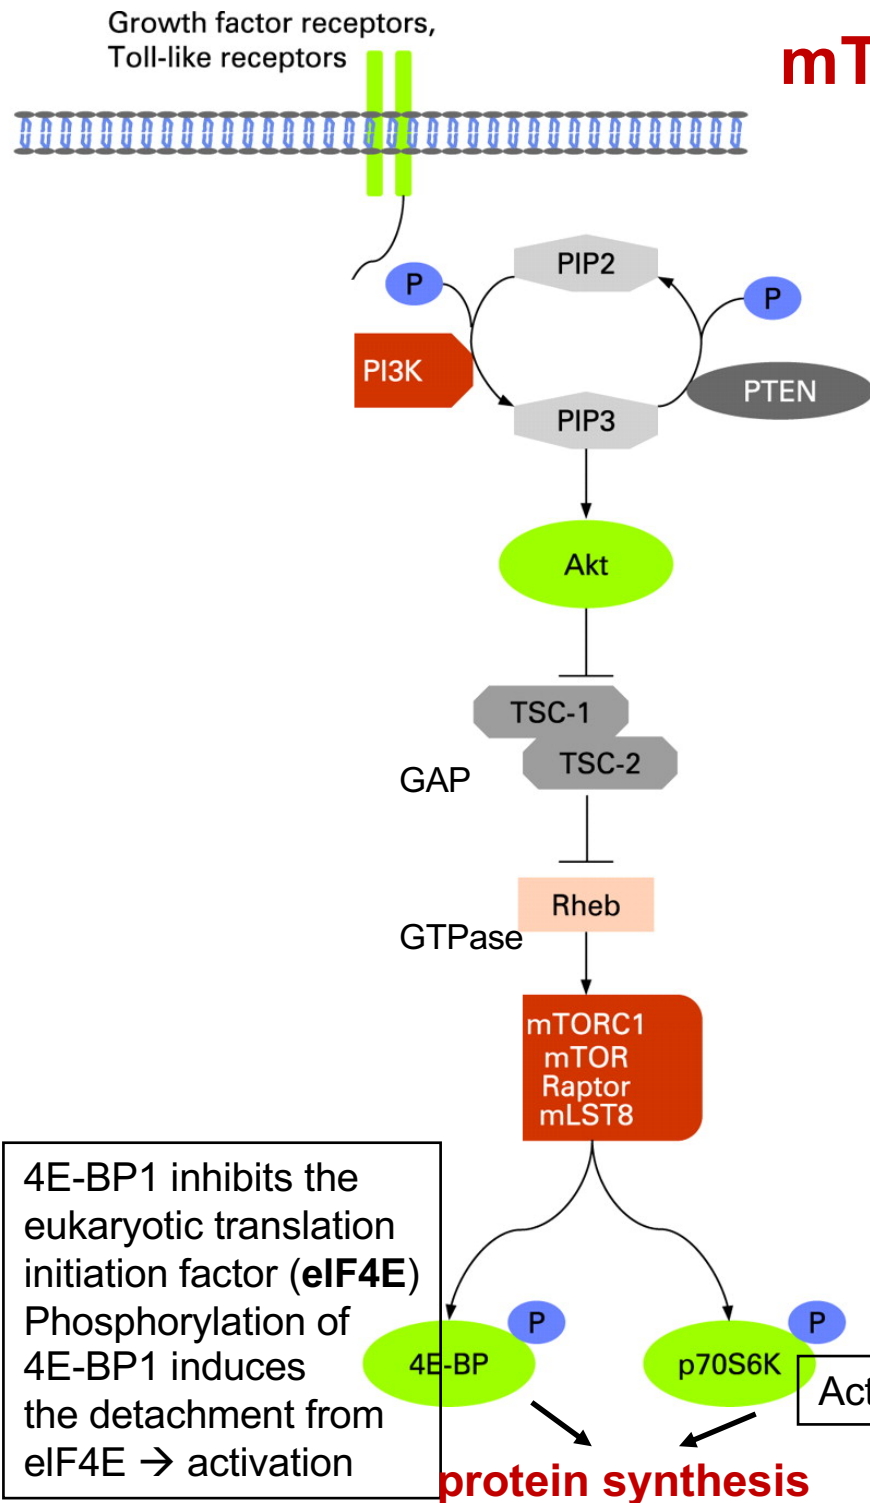 Growth factor receptors,
Toll-like receptors
mT
PIP2
P
P
PI3K
PTEN
PIP3
Akt
TSC-1
TSC-2
GAP
Rheb
GTPase
mTORC1
mTOR
Raptor
mLST8
4E-BP1 inhibits the
eukaryotic translation
initiation factor (eIF4E)
Phosphorylation of
4E-BP1 induces
the detachment from
eIF4E → activation
P
P
4E-BP
p70S6K
Act
protein synthesis